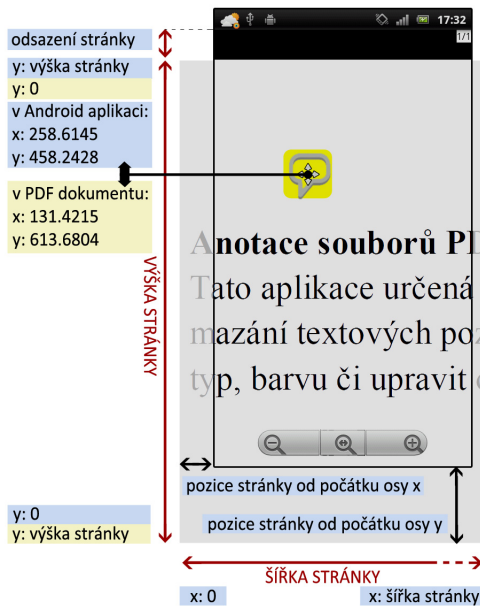 17:32
1/1
odsazení stránky
y: výška stránky
y: 0
v Android aplikaci:
x: 258.6145
y: 458.2428
v PDF dokumentu:
x: 131.4215
y: 613.6804
VÝŠKA STRÁNKY
Anotace souborů PD
Tato aplikace určená
mazání textových poz
typ, barvu či upravit
pozice stránky od počátku osy x
y: 0
y: výška stránky
pozice stránky od počátku osy y
ŠÍŘKA STRÁNKY
x: 0
x: šířka stránky